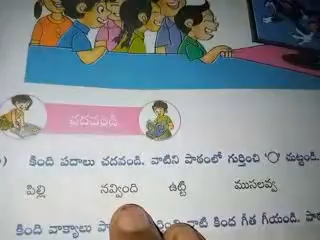 చదవండి
) కింది పదాలు చదవండి. వాటిని పాఠంలో గుర్తించి 'O' చుట్టండి.
పిల్లి నవ్వింది ఉట్టి ముసలవ్వ
కింది వాక్యాలు కింద గీత గీయండి.